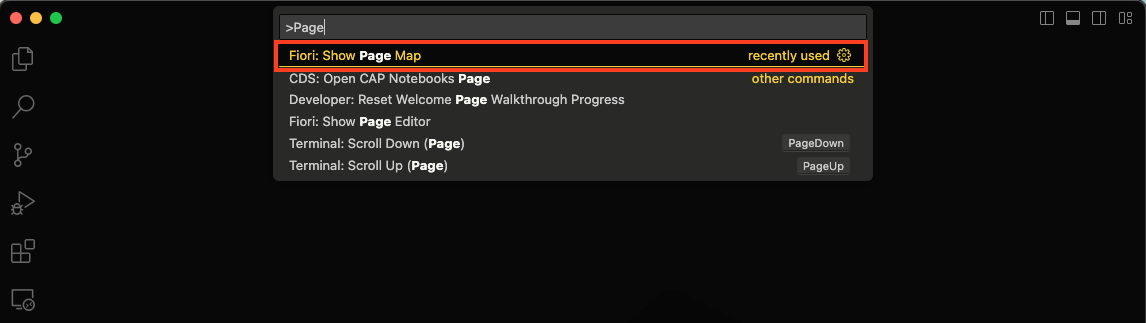 >Page
Fiori: Show Page Map recently used
CDS: Open CAP Notebooks Page other commands
Developer: Reset Welcome Page Walkthrough Progress
Fiori: Show Page Editor
Terminal: Scroll Down (Page) PageDown
Terminal: Scroll Up (Page) PageUp